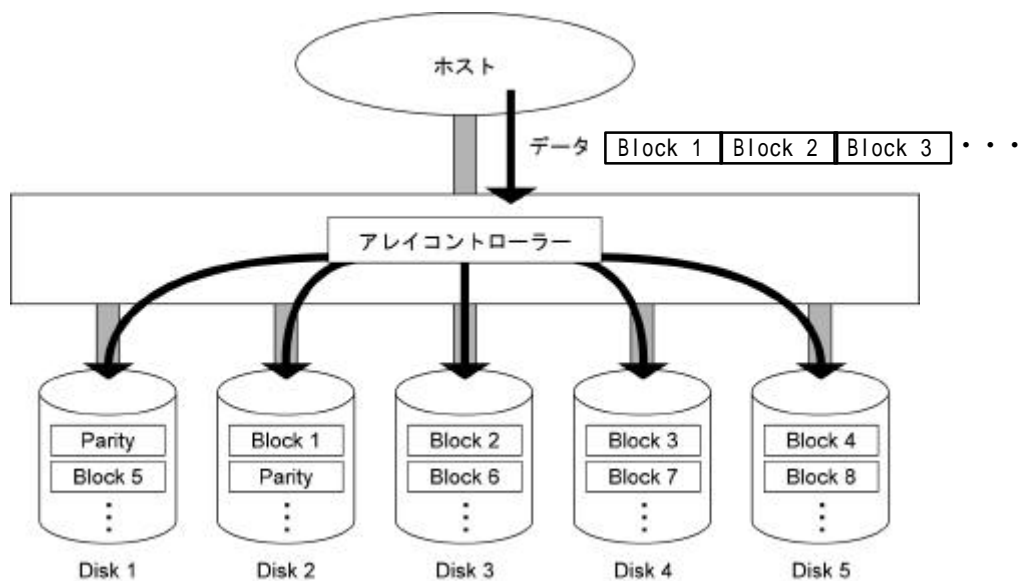 ホスト
データ Block 1 Block 2 Block 3 ・・・
アレイコントローラー
Parity Block 1 Block 2 Block 3 Block 4
Block 5 Parity Block 6 Block 7 Block 8
Disk 1 Disk 2 Disk 3 Disk 4 Disk 5